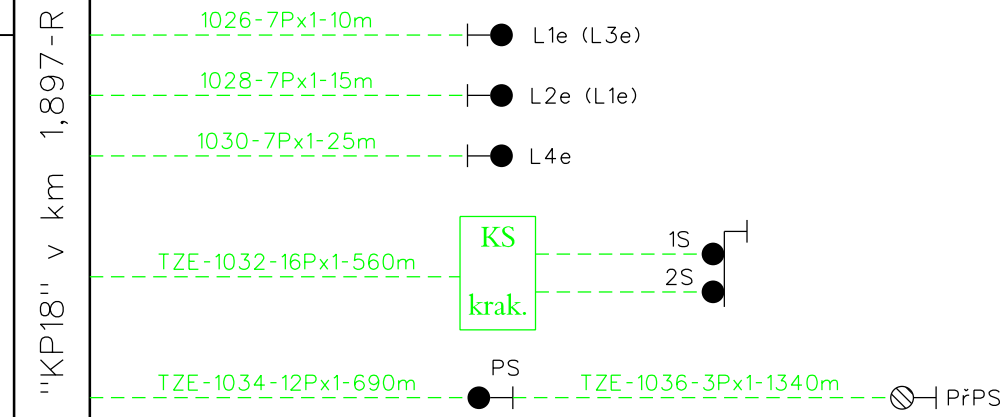 "KP18" v km 1,897-R
1026-7Px1-10m
L1e (L3e)
1028-7Px1-15m
L2e (L1e)
1030-7Px1-25m
L4e
TZE-1032-16Px1-560m
KS
krak.
1S
2S
TZE-1034-12Px1-690m
PS
TZE-1036-3Px1-1340m
PřPS